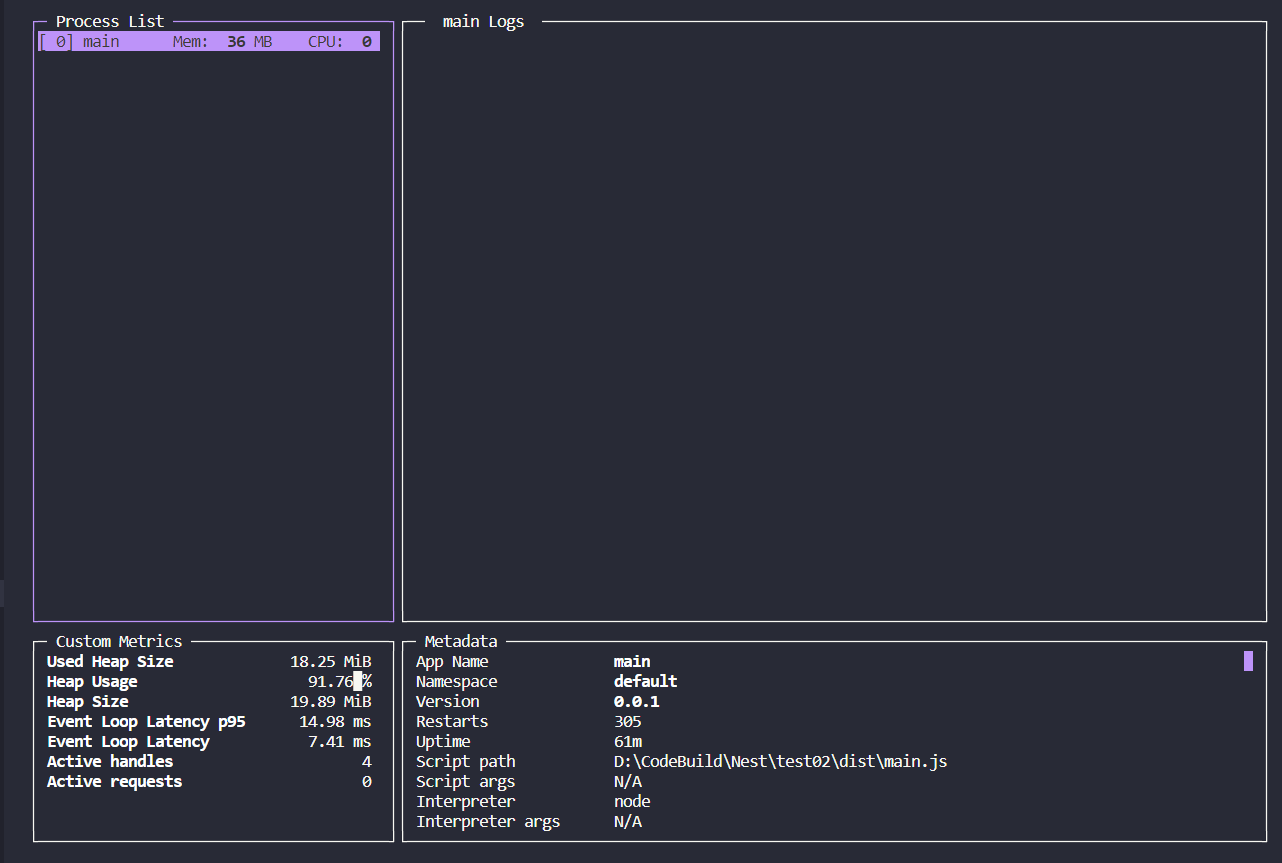 Process List
[ 0] main Mem: 36 MB CPU: 0
main Logs
Custom Metrics
Used Heap Size 18.25 MiB
Heap Usage 91.76 %
Heap Size 19.89 MiB
Event Loop Latency p95 14.98 ms
Event Loop Latency 7.41 ms
Active handles 4
Active requests 0
Metadata
App Name main
Namespace default
Version 0.0.1
Restarts 305
Uptime 61m
Script path D:\CodeBuild\Nest\test02\dist\main.js
Script args N/A
Interpreter node
Interpreter args N/A